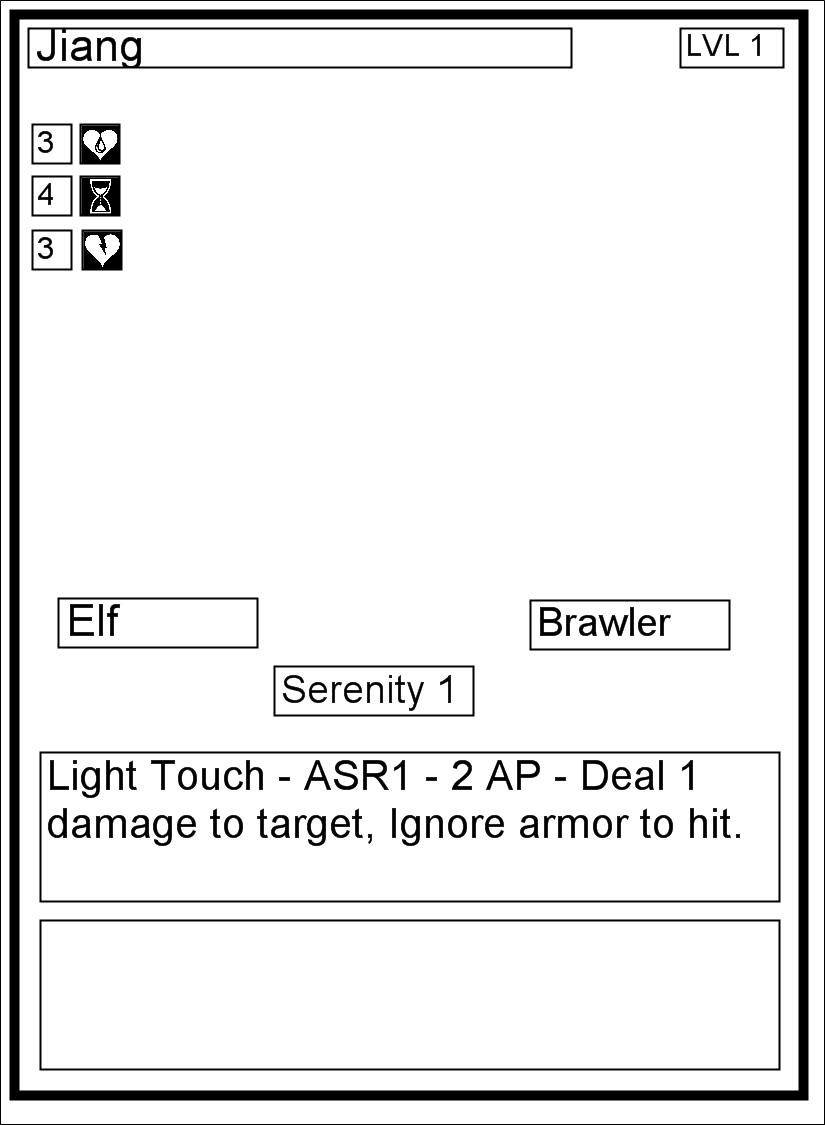 Jiang
LVL 1
3
4
3
Elf
Brawler
Serenity 1
Light Touch - ASR1 - 2 AP - Deal 1
damage to target, Ignore armor to hit.